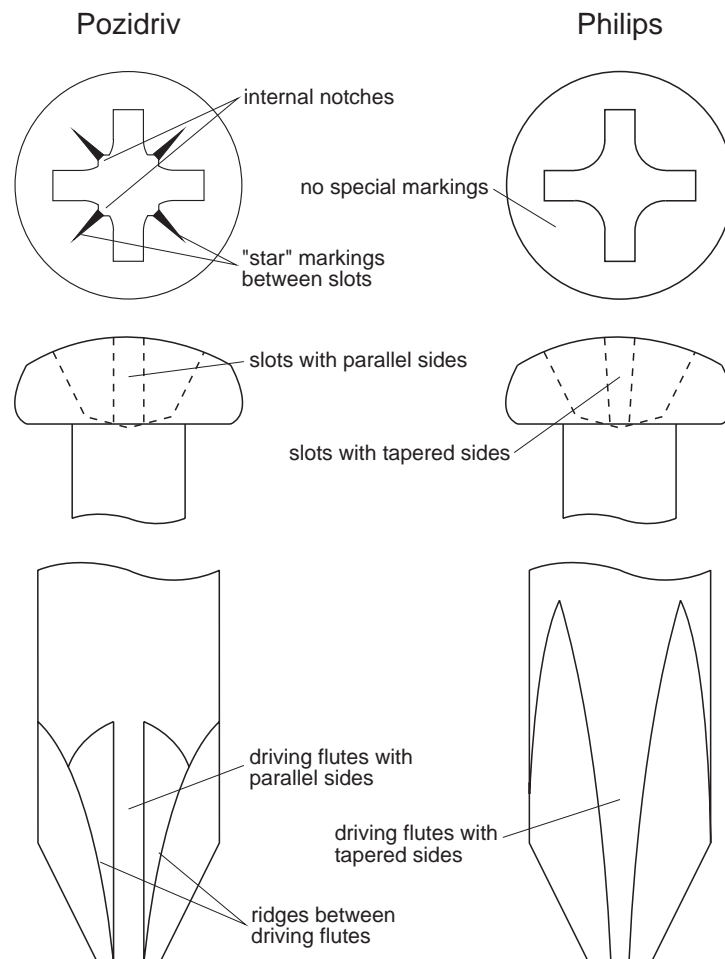 Pozidriv
Philips
internal notches
no special markings
"star" markings
between slots
slots with parallel sides
slots with tapered sides
driving flutes with
parallel sides
driving flutes with
tapered sides
ridges between
driving flutes